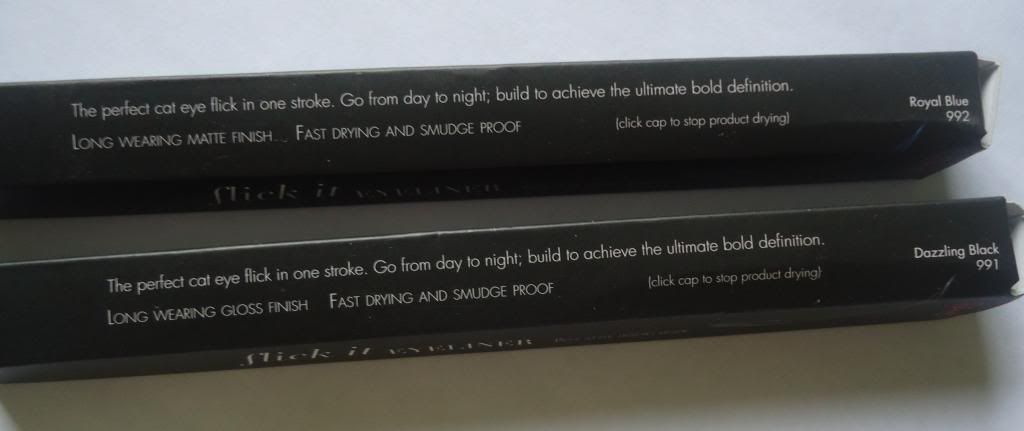 The perfect cat eye flick in one stroke. Go from day to night; build to achieve the ultimate bold definition.
LONG WEARING MATTE FINISH FAST DRYING AND SMUDGE PROOF (click cap to stop product drying)
Royal Blue
992
flick it EYELINER
The perfect cat eye flick in one stroke. Go from day to night; build to achieve the ultimate bold definition.
LONG WEARING GLOSS FINISH FAST DRYING AND SMUDGE PROOF (click cap to stop product drying)
Dazzling Black
991
flick it EYELINER